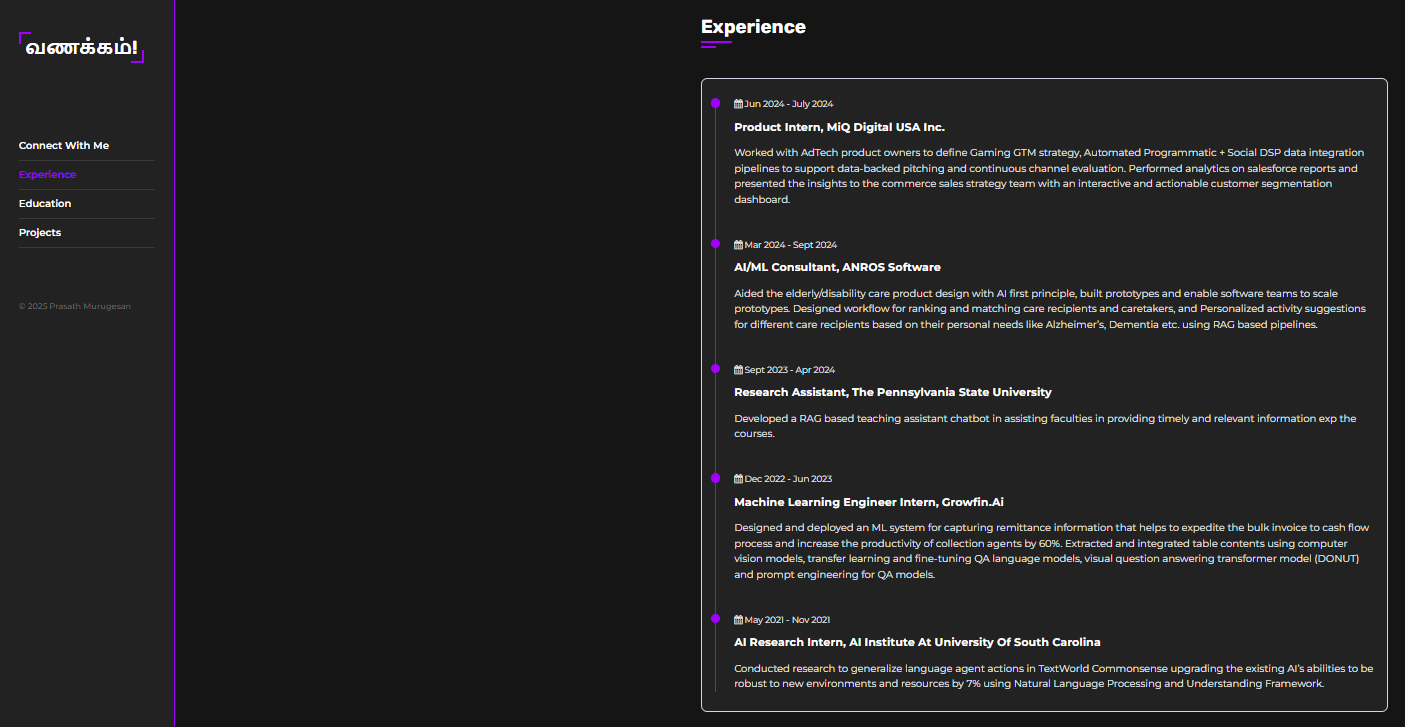 வணக்கம்!
Connect With Me
Experience
Education
Projects
© 2025 Prasath Murugesan
Experience
Jun 2024 - July 2024
Product Intern, MiQ Digital USA Inc.
Worked with AdTech product owners to define Gaming GTM strategy, Automated Programmatic + Social DSP data integration
pipelines to support data-backed pitching and continuous channel evaluation. Performed analytics on salesforce reports and
presented the insights to the commerce sales strategy team with an interactive and actionable customer segmentation
dashboard.
Mar 2024 - Sept 2024
AI/ML Consultant, ANROS Software
Aided the elderly/disability care product design with AI first principle, built prototypes and enable software teams to scale
prototypes. Designed workflow for ranking and matching care recipients and caretakers, and Personalized activity suggestions
for different care recipients based on their personal needs like Alzheimer's, Dementia etc. using RAG based pipelines.
Sept 2023 - Apr 2024
Research Assistant, The Pennsylvania State University
Developed a RAG based teaching assistant chatbot in assisting faculties in providing timely and relevant information exp the
courses.
Dec 2022 - Jun 2023
Machine Learning Engineer Intern, Growfin.Ai
Designed and deployed an ML system for capturing remittance information that helps to expedite the bulk invoice to cash flow
process and increase the productivity of collection agents by 60%. Extracted and integrated table contents using computer
vision models, transfer learning and fine-tuning QA language models, visual question answering transformer model (DONUT)
and prompt engineering for QA models.
May 2021 - Nov 2021
AI Research Intern, AI Institute At University Of South Carolina
Conducted research to generalize language agent actions in TextWorld Commonsense upgrading the existing AI's abilities to be
robust to new environments and resources by 7% using Natural Language Processing and Understanding Framework.